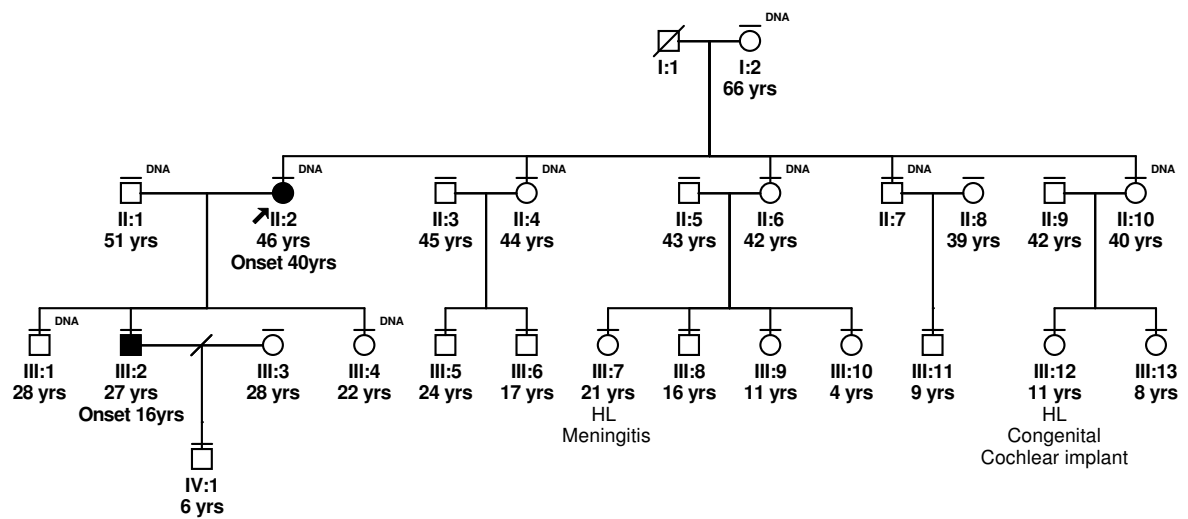 DNA
I:1 I:2
66 yrs
DNA DNA DNA DNA DNA DNA
II:1 II:2 II:3 II:4 II:5 II:6 II:7 II:8 II:9 II:10
51 yrs 46 yrs 45 yrs 44 yrs 43 yrs 42 yrs 39 yrs 42 yrs 40 yrs
Onset 40yrs
DNA DNA
III:1 III:2 III:3 III:4 III:5 III:6 III:7 III:8 III:9 III:10 III:11 III:12 III:13
28 yrs 27 yrs 28 yrs 22 yrs 24 yrs 17 yrs 21 yrs 16 yrs 11 yrs 4 yrs 9 yrs 11 yrs 8 yrs
Onset 16yrs HL HL
Meningitis Congenital
Cochlear implant
IV:1
6 yrs